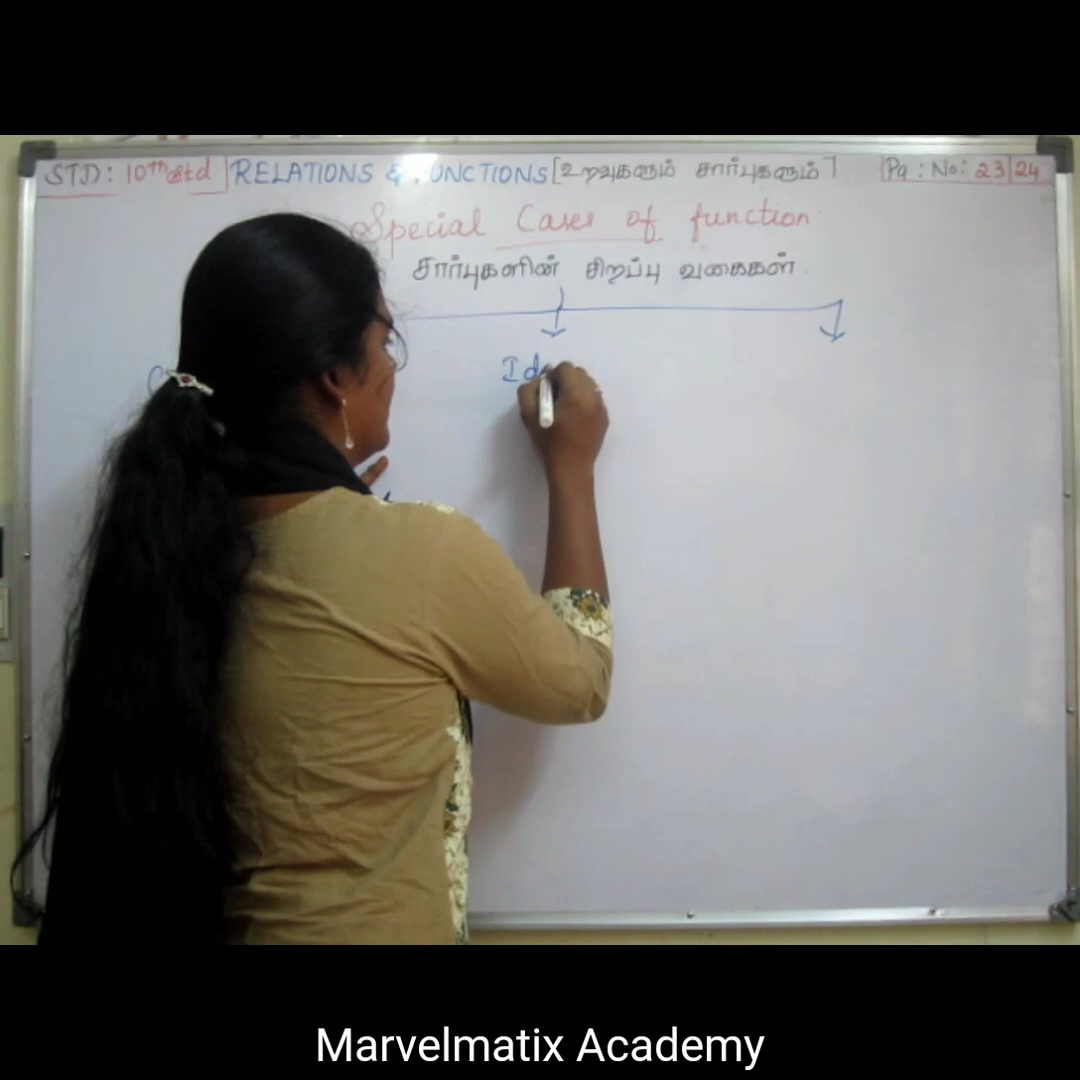 STD: 10th std RELATIONS & FUNCTIONS [உறவுகளும் சார்புகளும்] Pg: No: 23/24
Special Cases of function
சார்புகளின் சிறப்பு வகைகள்.
Id
Marvelmatix Academy